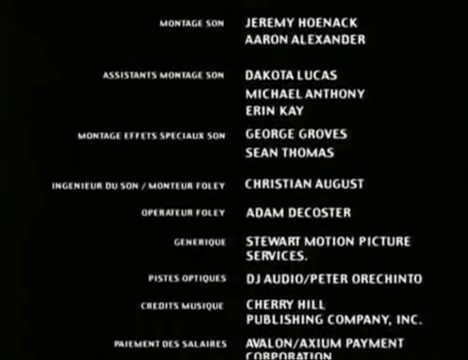 MONTAGE SON JEREMY HOENACK
AARON ALEXANDER
ASSISTANTS MONTAGE SON DAKOTA LUCAS
MICHAEL ANTHONY
ERIN KAY
MONTAGE EFFETS SPECIAUX SON GEORGE GROVES
SEAN THOMAS
INGENIEUR DU SON / MONTEUR FOLEY CHRISTIAN AUGUST
OPERATEUR FOLEY ADAM DECOSTER
GENERIQUE STEWART MOTION PICTURE
SERVICES.
PISTES OPTIQUES DJ AUDIO/PETER ORECHINTO
CREDITS MUSIQUE CHERRY HILL
PUBLISHING COMPANY, INC.
PAIEMENT DES SALAIRES AVALON/AXIUM PAYMENT
CORPORATION